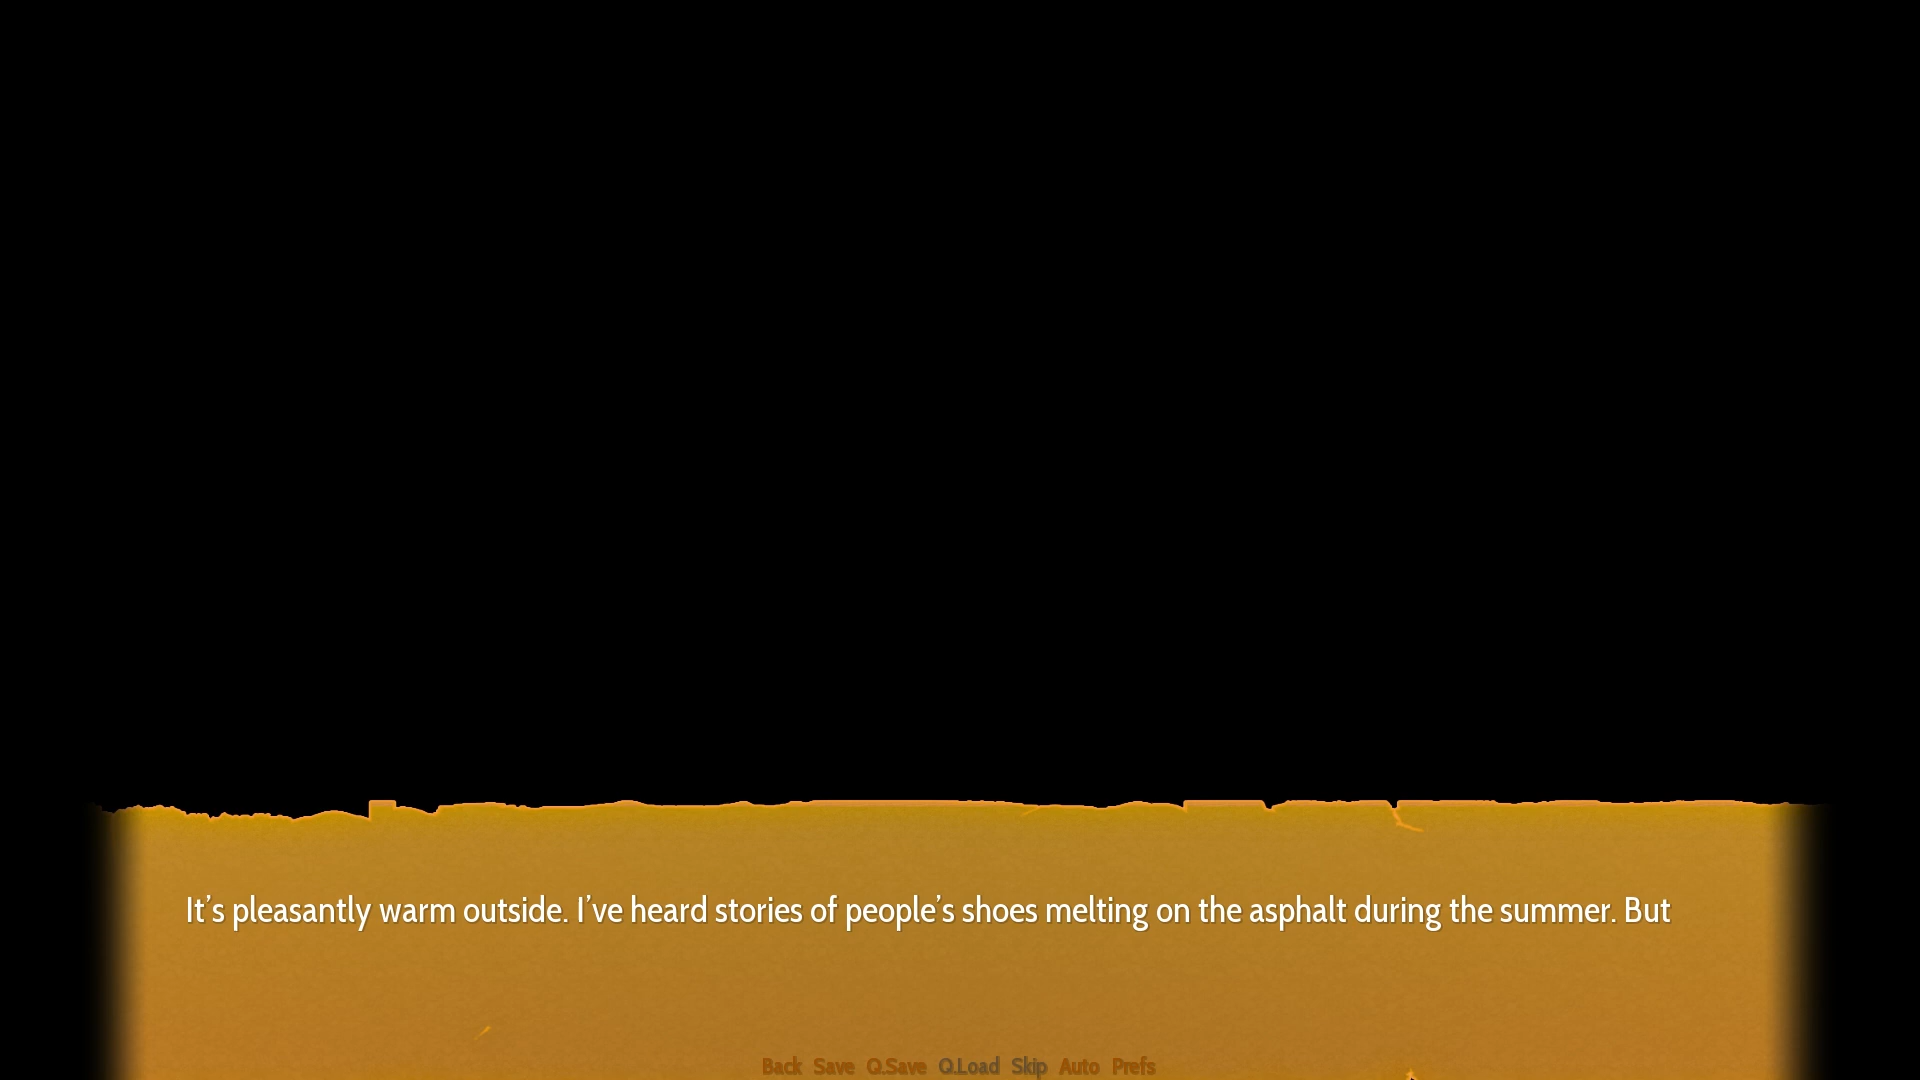 It’s pleasantly warm outside. I’ve heard stories of people’s shoes melting on the asphalt during the summer. But
Back Save Q.Save Q.Load Skip Auto Prefs